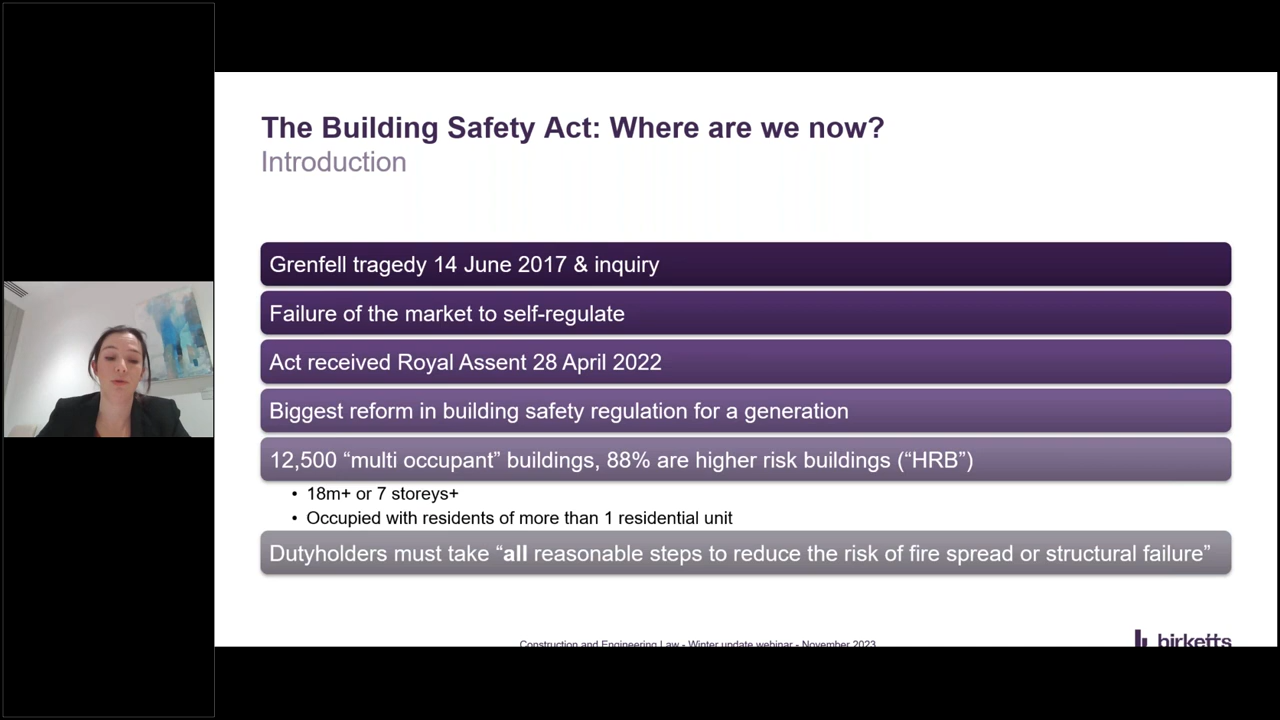 The Building Safety Act: Where are we now?
Introduction
Grenfell tragedy 14 June 2017 & inquiry
Failure of the market to self-regulate
Act received Royal Assent 28 April 2022
Biggest reform in building safety regulation for a generation
12,500 “multi occupant” buildings, 88% are higher risk buildings (“HRB”)
• 18m+ or 7 storeys+
• Occupied with residents of more than 1 residential unit
Dutyholders must take “all reasonable steps to reduce the risk of fire spread or structural failure”
Construction and Engineering Law - Winter update webinar - November 2023
birketts